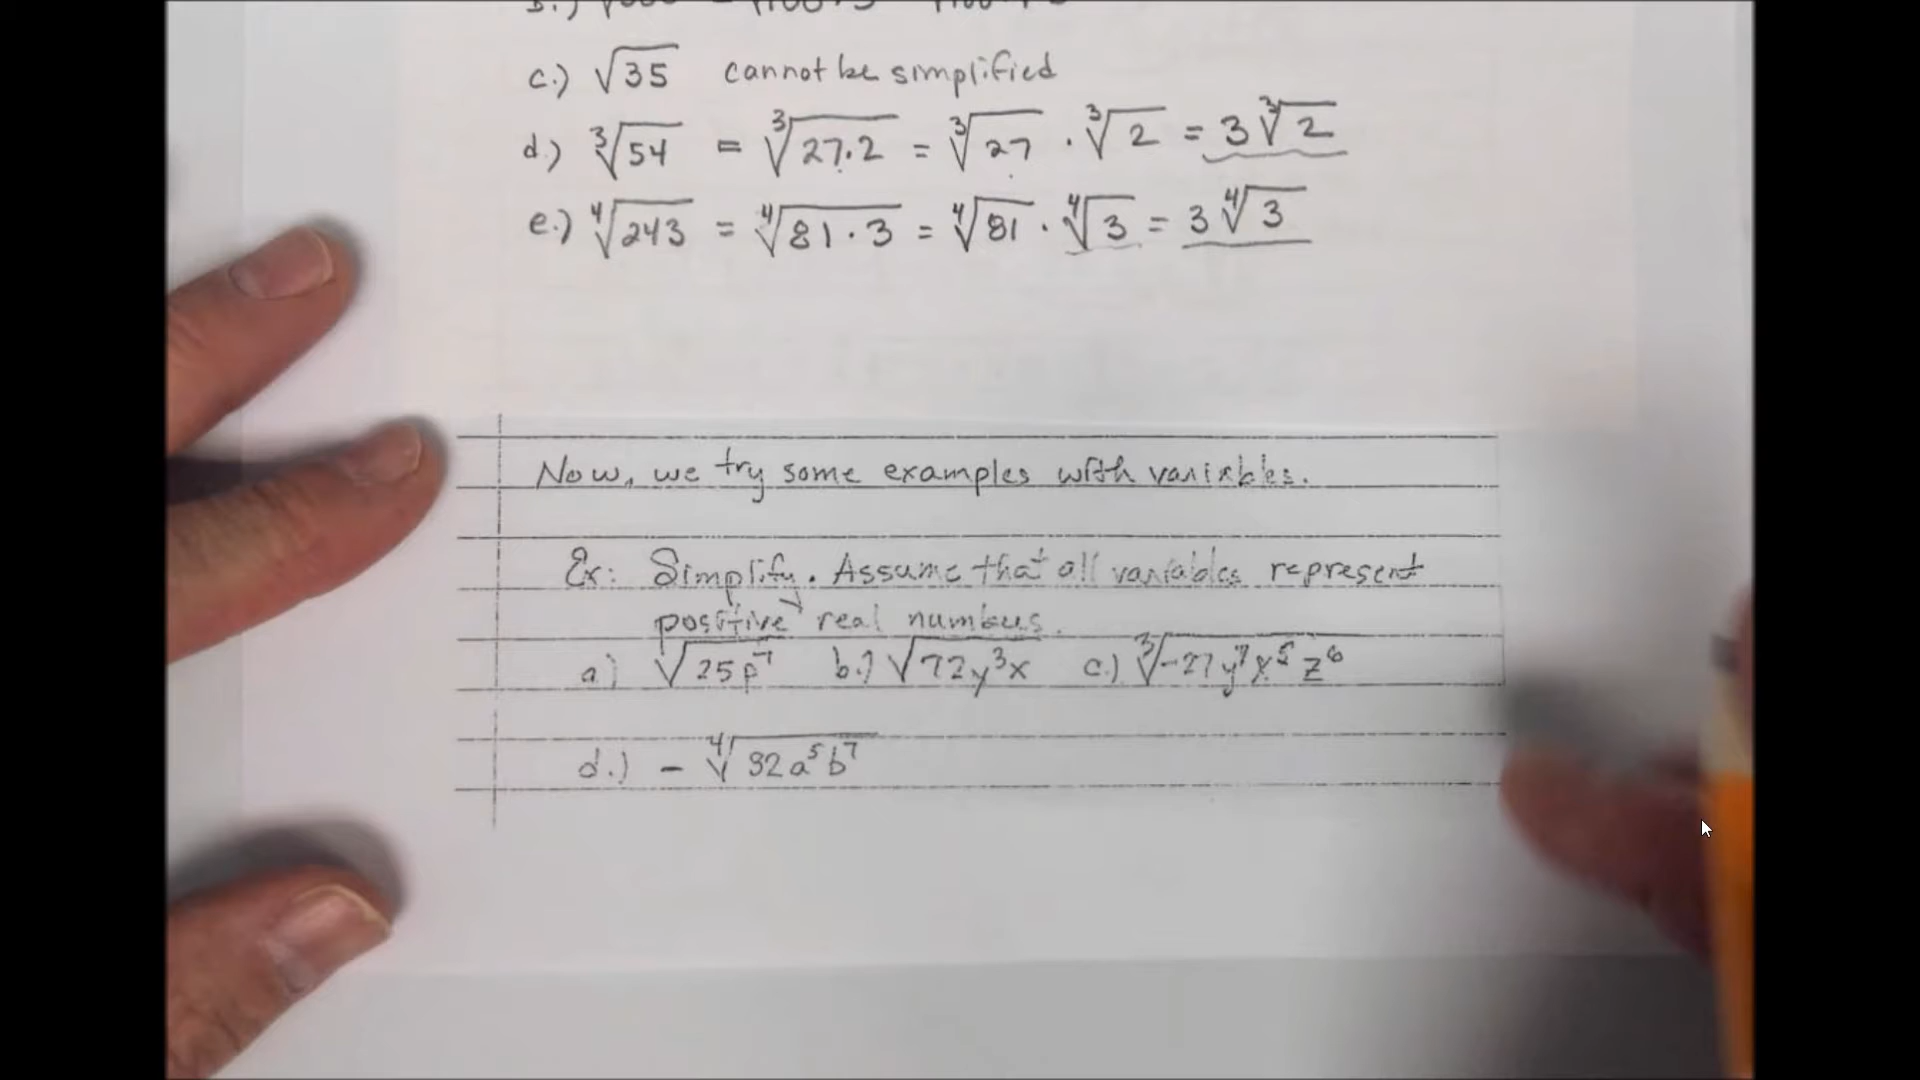 c.) √35 cannot be simplified
d.) ∛54 = ∛27·2 = ∛27 · ∛2 = 3∛2
e.) ∜243 = ∜81·3 = ∜81 · ∜3 = 3∜3
Now, we try some examples with variables.
Ex: Simplify. Assume that all variables represent
positive real numbers.
a.) √25p⁷ b.) √72y³x c.) ∛-27y⁷x⁵z⁶
d.) - ∜32a⁵b⁷